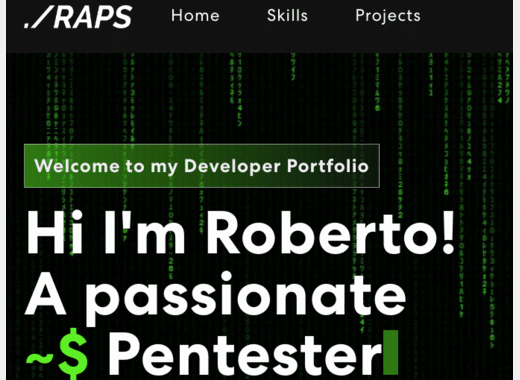 ./RAPS Home Skills Projects
Welcome to my Developer Portfolio
Hi I'm Roberto!
A passionate
~$ Pentester